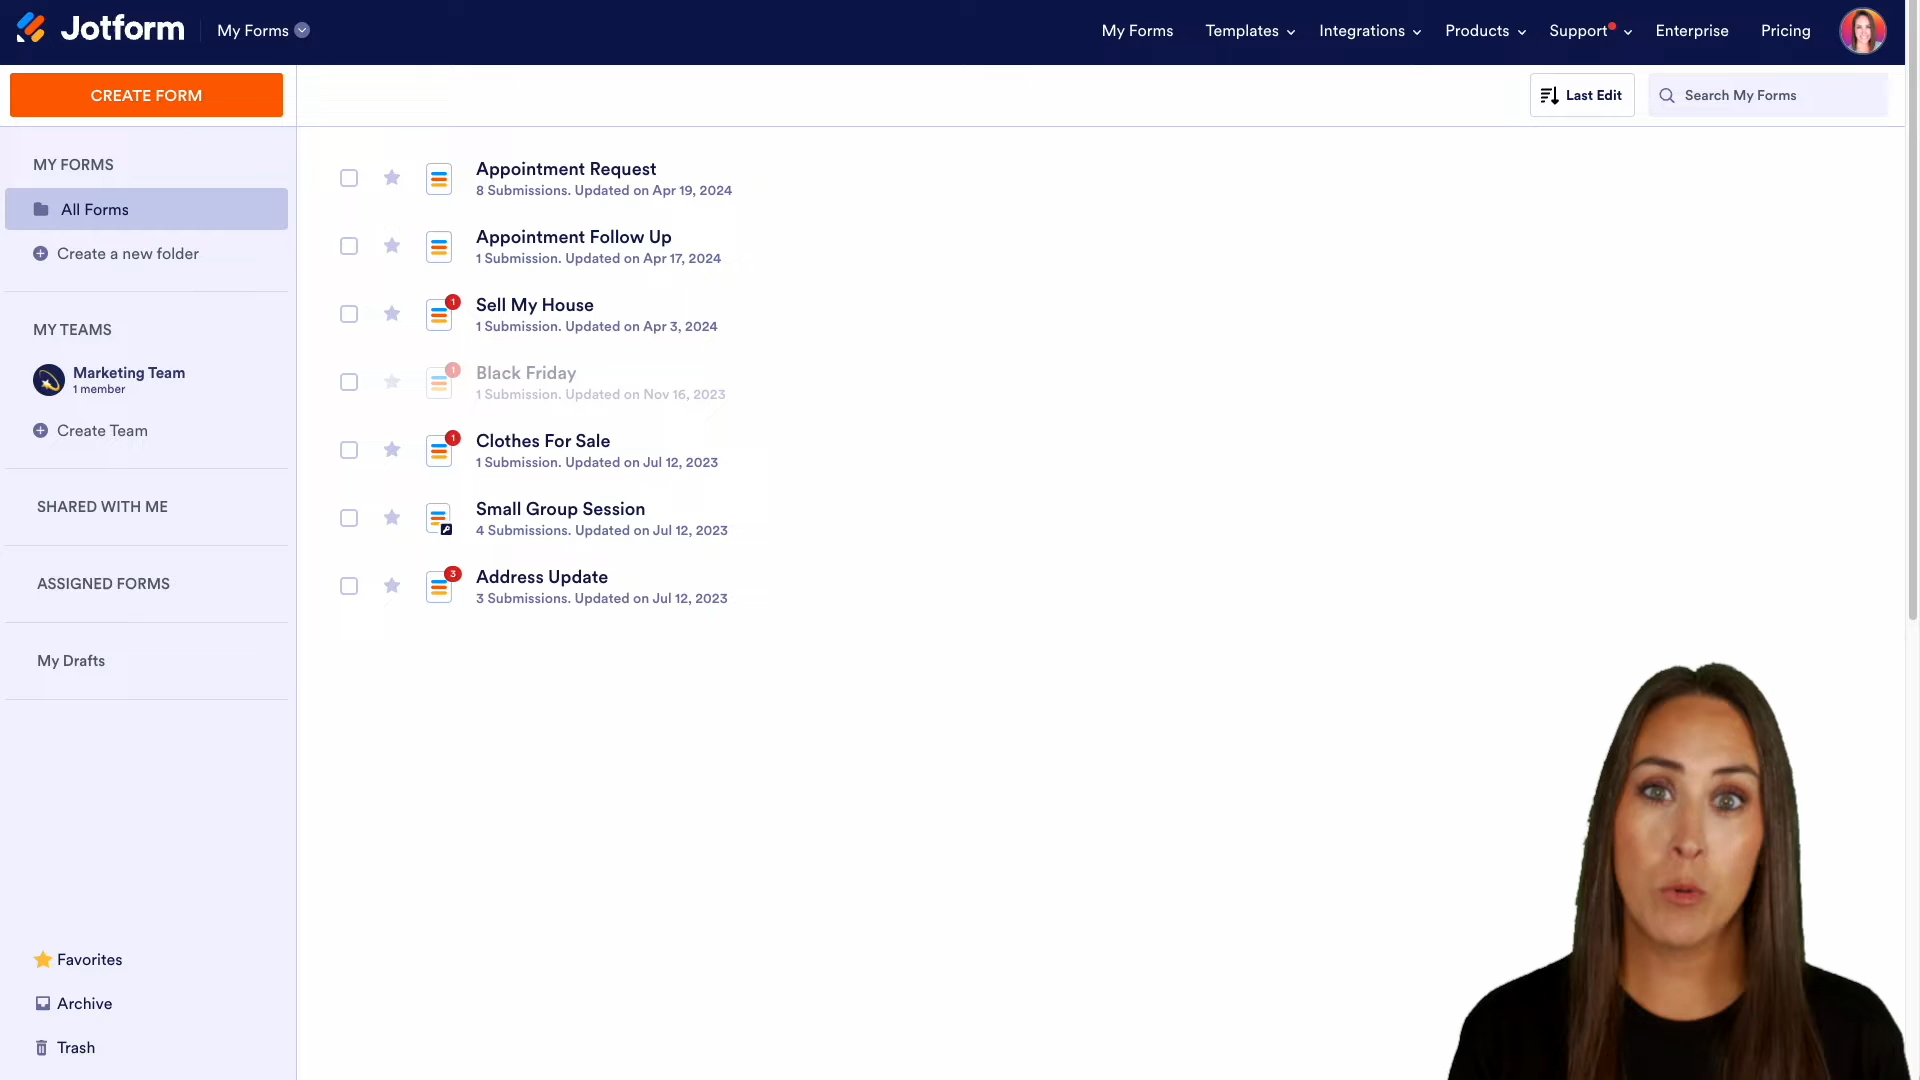 Jotform
My Forms
My Forms
Templates
Integrations
Products
Support
Enterprise
Pricing
CREATE FORM
Last Edit
Search My Forms
MY FORMS
All Forms
Create a new folder
MY TEAMS
Marketing Team
1 member
Create Team
SHARED WITH ME
ASSIGNED FORMS
My Drafts
Favorites
Archive
Trash
Appointment Request
8 Submissions. Updated on Apr 19, 2024
Appointment Follow Up
1 Submission. Updated on Apr 17, 2024
1
Sell My House
1 Submission. Updated on Apr 3, 2024
1
Black Friday
1 Submission. Updated on Nov 16, 2023
1
Clothes For Sale
1 Submission. Updated on Jul 12, 2023
Small Group Session
4 Submissions. Updated on Jul 12, 2023
3
Address Update
3 Submissions. Updated on Jul 12, 2023